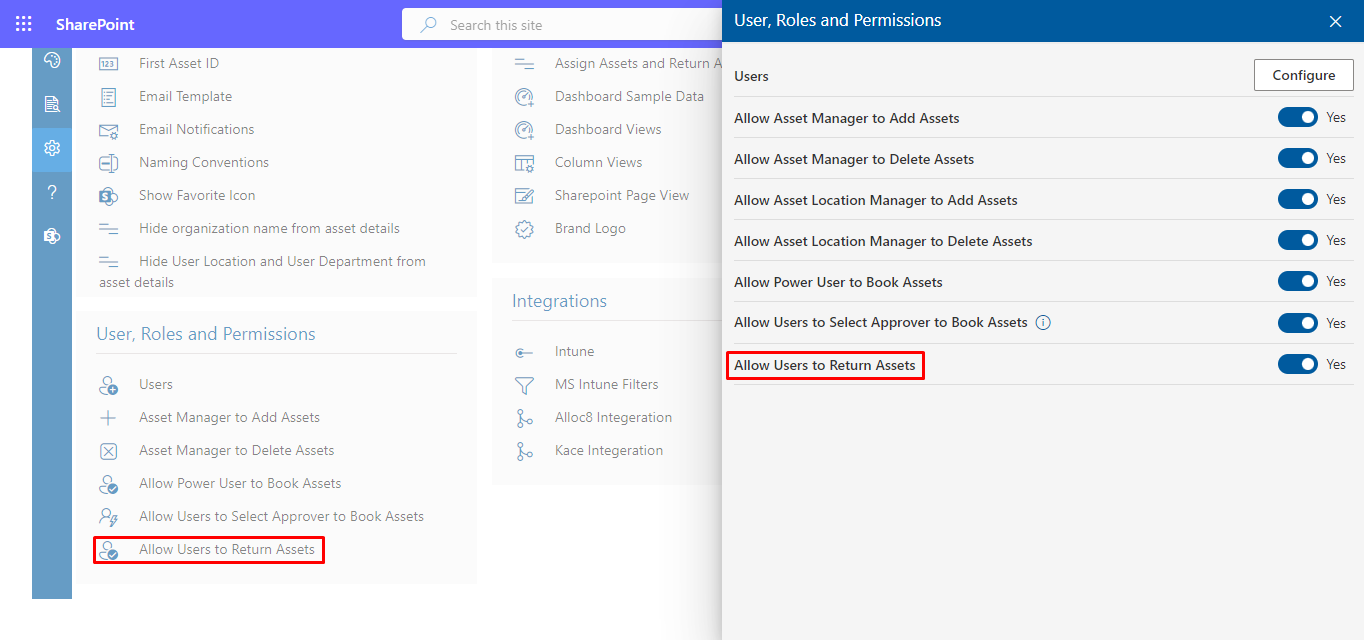 SharePoint
Search this site
First Asset ID
Email Template
Email Notifications
Naming Conventions
Show Favorite Icon
Hide organization name from asset details
Hide User Location and User Department from
asset details
User, Roles and Permissions
Users
Asset Manager to Add Assets
Asset Manager to Delete Assets
Allow Power User to Book Assets
Allow Users to Select Approver to Book Assets
Allow Users to Return Assets
Assign Assets and Return A
Dashboard Sample Data
Dashboard Views
Column Views
Sharepoint Page View
Brand Logo
Integrations
Intune
MS Intune Filters
Alloc8 Integeration
Kace Integeration
User, Roles and Permissions
Users
Configure
Allow Asset Manager to Add Assets
Yes
Allow Asset Manager to Delete Assets
Yes
Allow Asset Location Manager to Add Assets
Yes
Allow Asset Location Manager to Delete Assets
Yes
Allow Power User to Book Assets
Yes
Allow Users to Select Approver to Book Assets
Yes
Allow Users to Return Assets
Yes